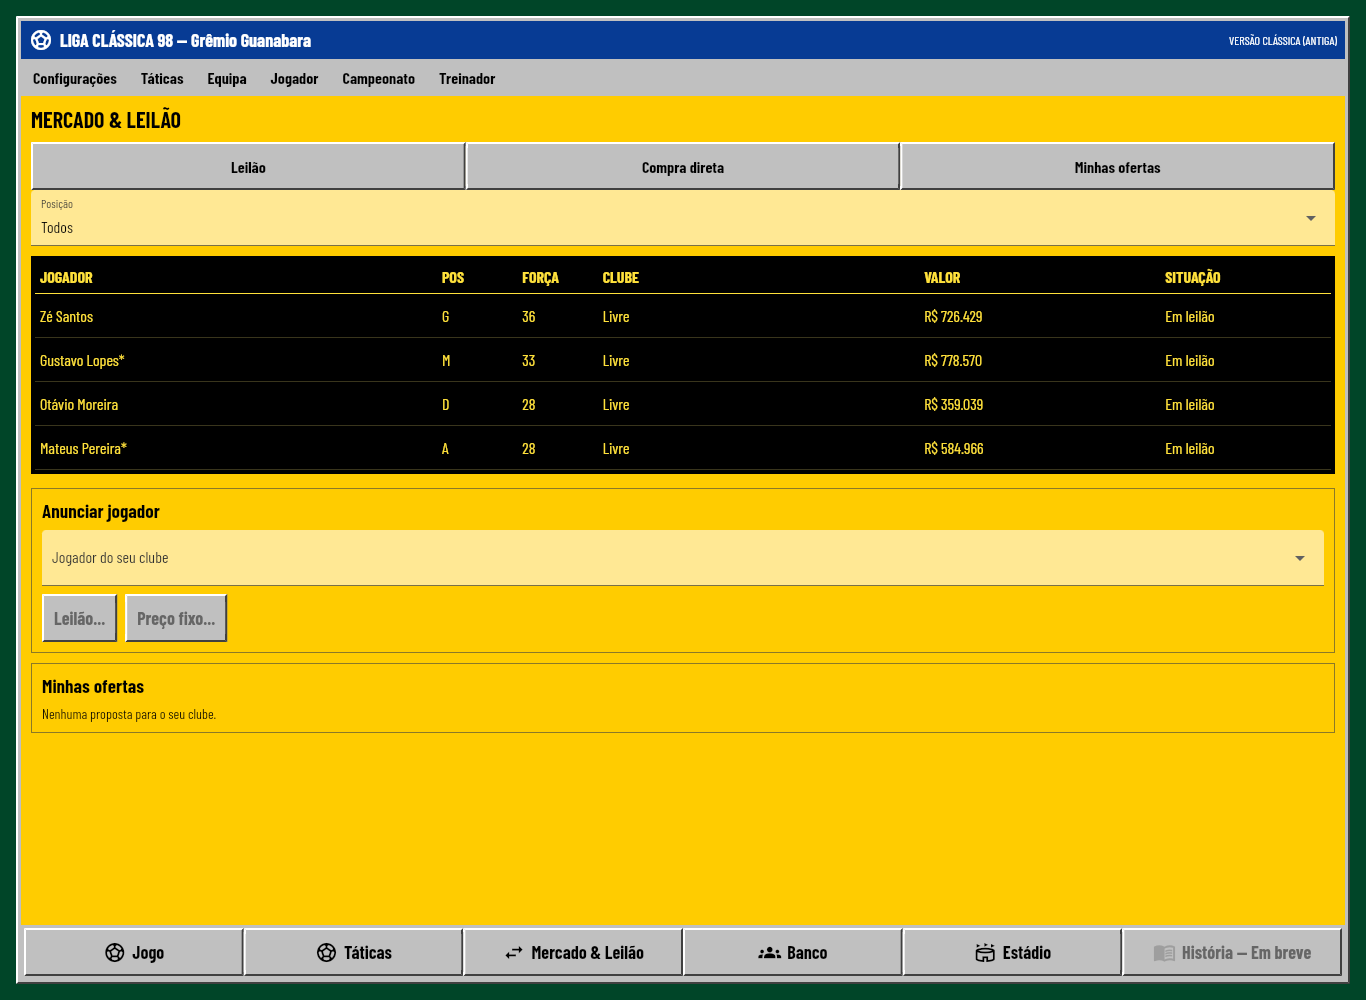 LIGA CLÁSSICA 98 — Grêmio Guanabara
VERSÃO CLÁSSICA (ANTIGA)
Configurações Táticas Equipa Jogador Campeonato Treinador
MERCADO & LEILÃO
Leilão Compra direta Minhas ofertas
Posição
Todos
JOGADOR POS FORÇA CLUBE VALOR SITUAÇÃO
Zé Santos G 36 Livre R$ 726.429 Em leilão
Gustavo Lopes* M 33 Livre R$ 778.570 Em leilão
Otávio Moreira D 28 Livre R$ 359.039 Em leilão
Mateus Pereira* A 28 Livre R$ 584.966 Em leilão
Anunciar jogador
Jogador do seu clube
Leilão... Preço fixo...
Minhas ofertas
Nenhuma proposta para o seu clube.
Jogo Táticas Mercado & Leilão Banco Estádio História — Em breve